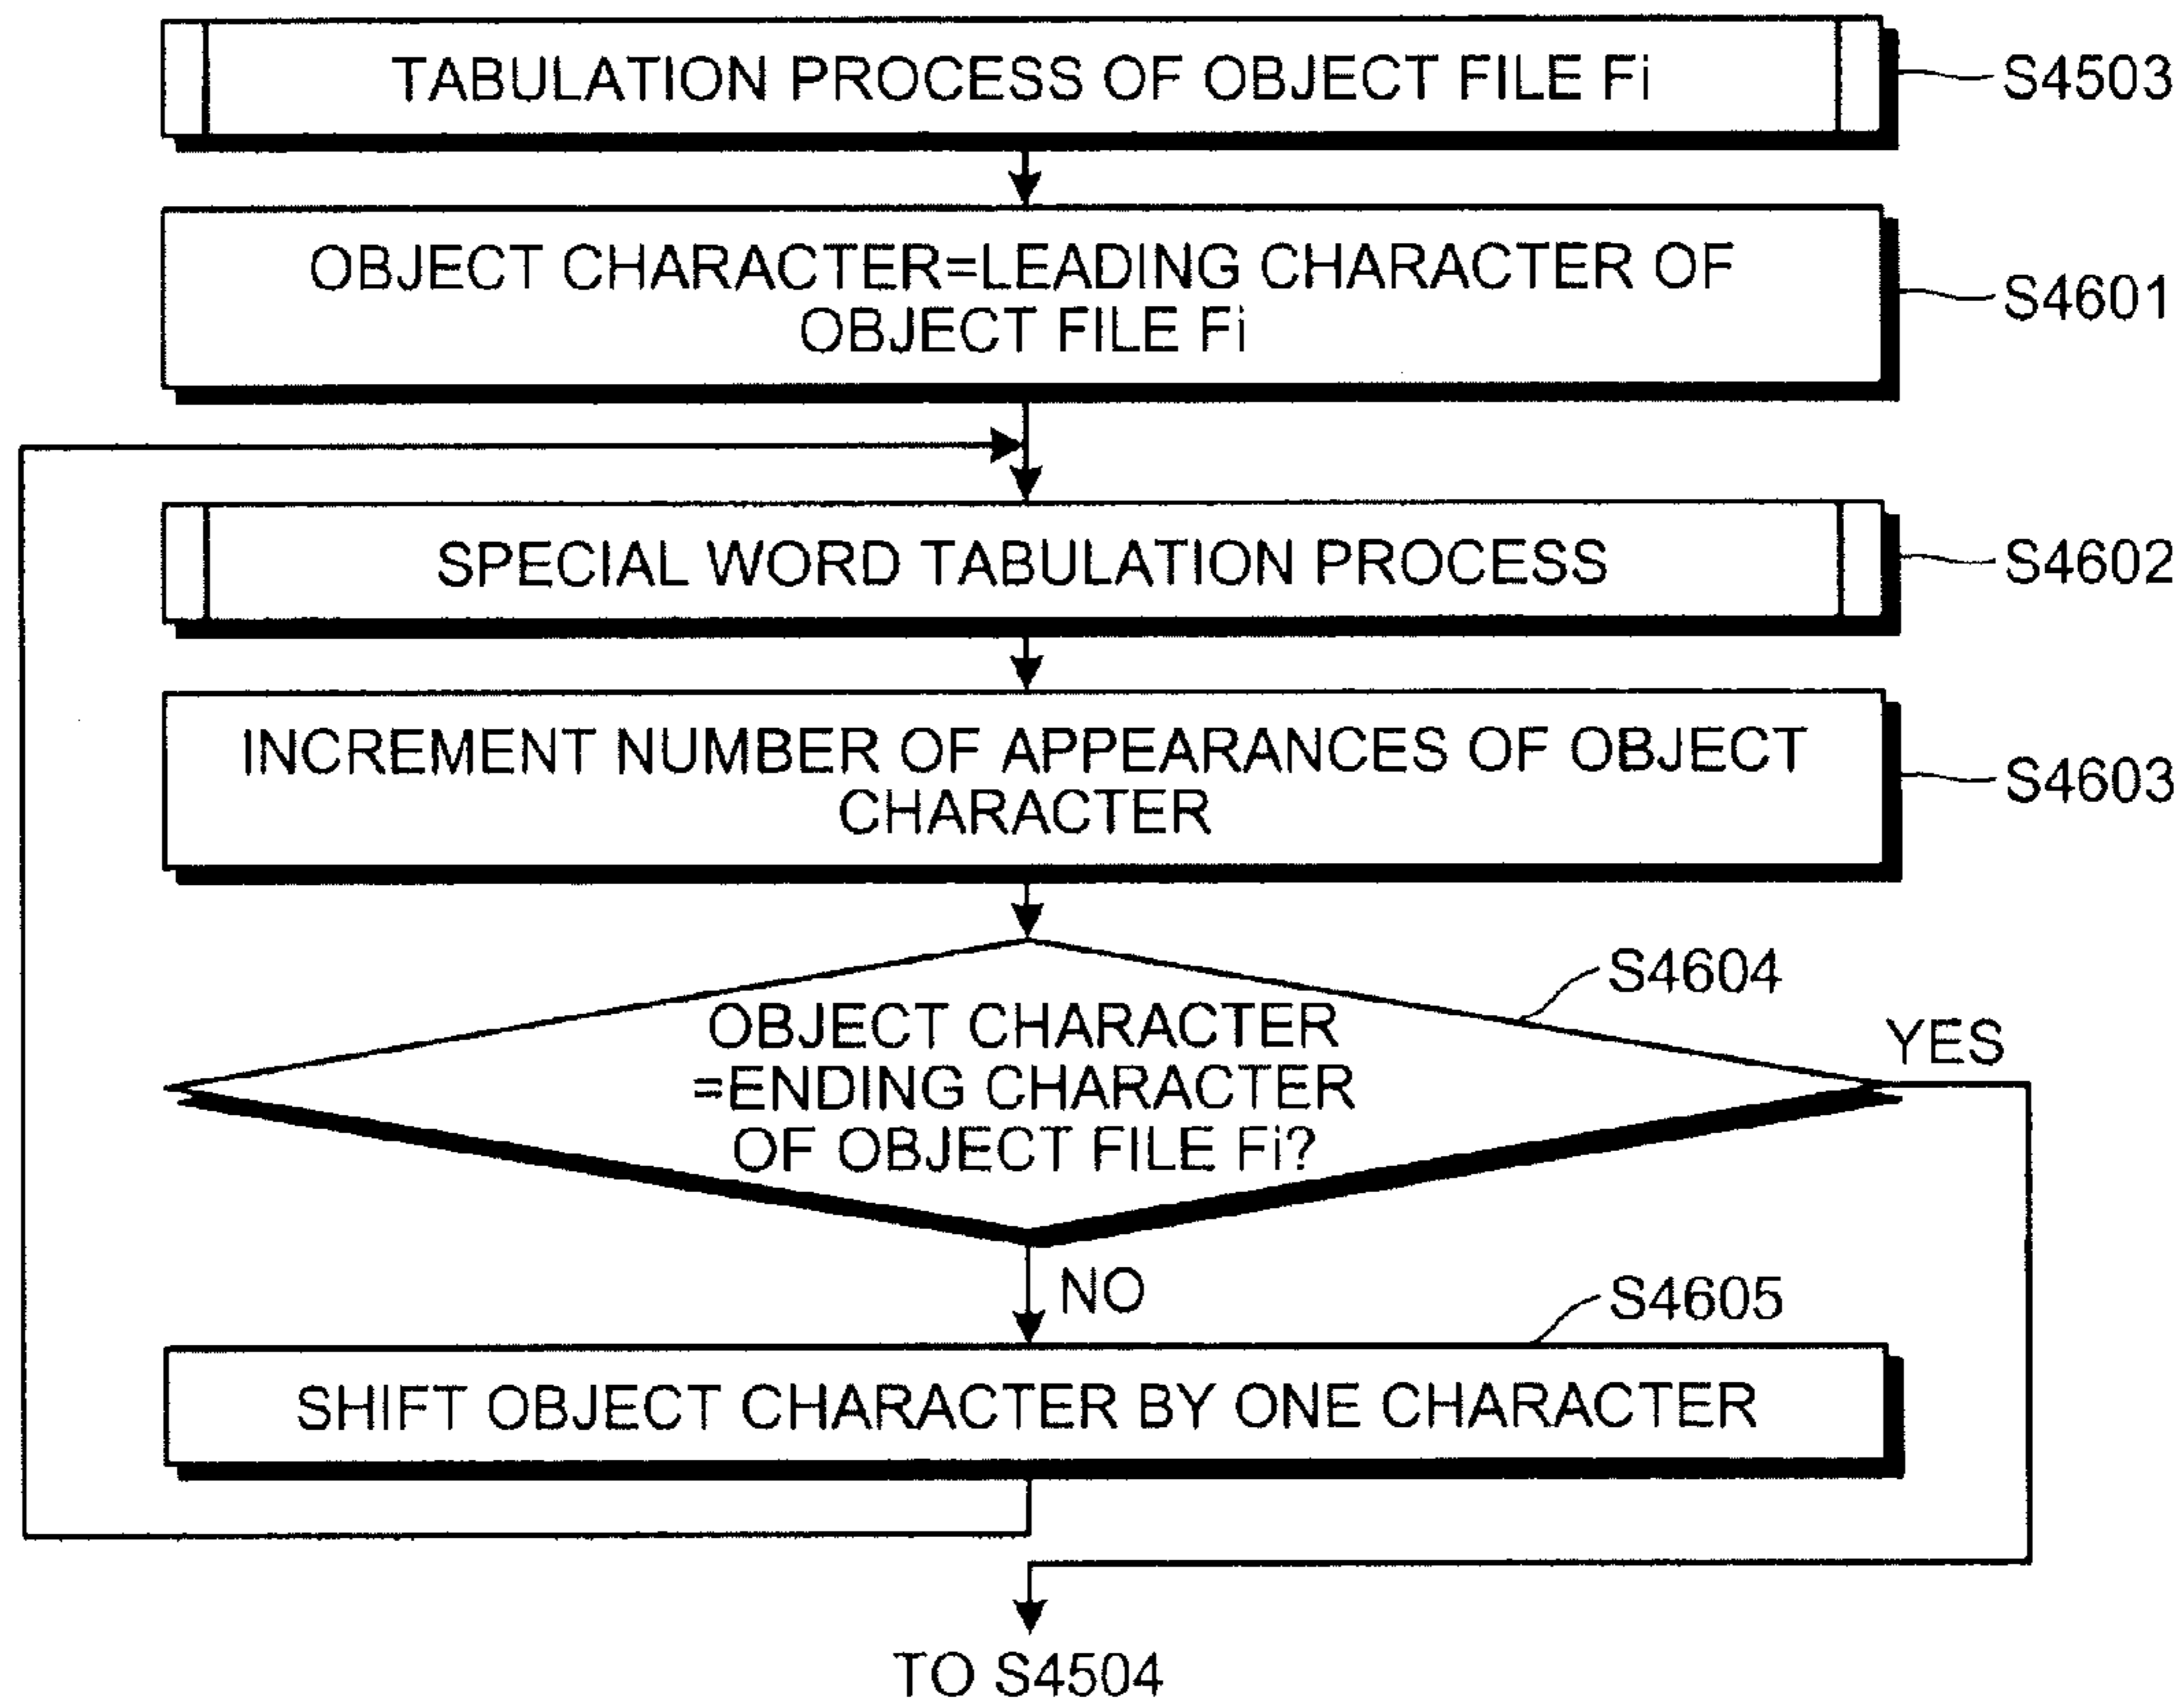 TABULATION PROCESS OF OBJECT FILE Fi
S4503
OBJECT CHARACTER=LEADING CHARACTER OF
OBJECT FILE Fi
S4601
SPECIAL WORD TABULATION PROCESS
S4602
INCREMENT NUMBER OF APPEARANCES OF OBJECT
CHARACTER
S4603
S4604
OBJECT CHARACTER
=ENDING CHARACTER
OF OBJECT FILE Fi?
YES
NO
S4605
SHIFT OBJECT CHARACTER BY ONE CHARACTER
TO S4504